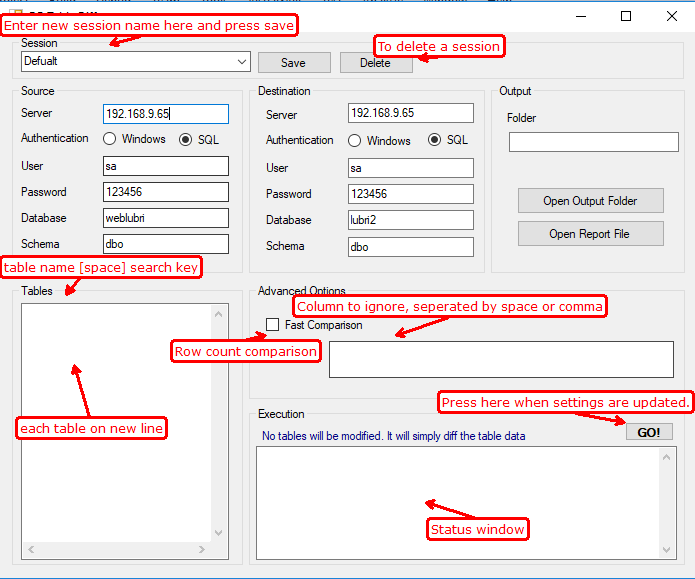 Enter new session name here and press save
Session
To delete a session
Defualt
Save
Delete
Source
Server
192.168.9.65
Authentication
Windows
SQL
User
sa
Password
123456
Database
weblubri
Schema
dbo
Destination
Server
192.168.9.65
Authentication
Windows
SQL
User
sa
Password
123456
Database
lubri2
Schema
dbo
Output
Folder
Open Output Folder
Open Report File
table name [space] search key
Tables
each table on new line
Advanced Options
Column to ignore, seperated by space or comma
Fast Comparison
Row count comparison
Press here when settings are updated.
Execution
No tables will be modified. It will simply diff the table data
GO!
Status window